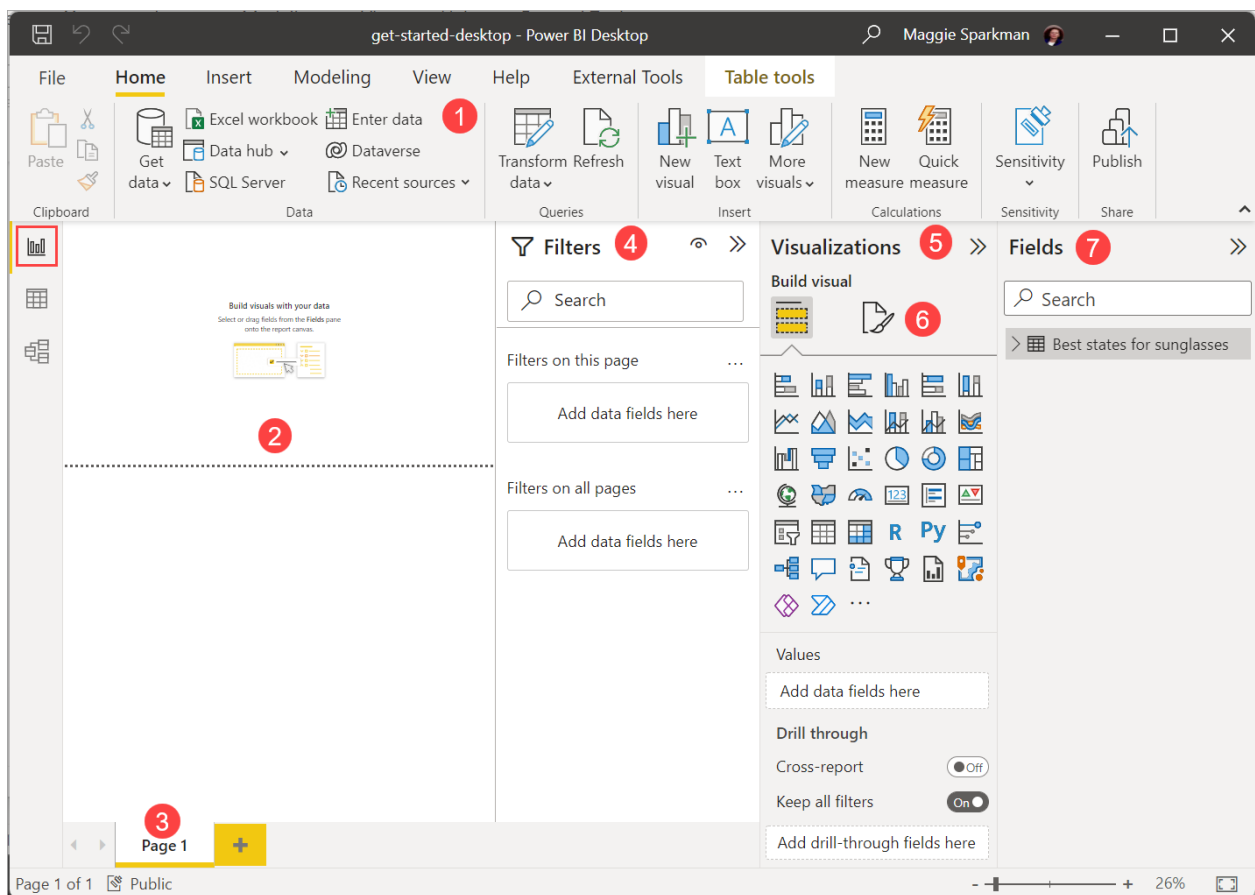 get-started-desktop - Power BI Desktop
Maggie Sparkman
File Home Insert Modeling View Help External Tools Table tools
Paste
Clipboard
Get data
Excel workbook
Data hub
SQL Server
Enter data
Dataverse
Recent sources
1
Data
Transform data
Refresh
Queries
New visual
Text box
A
More visuals
Insert
New measure
Quick measure
Calculations
Sensitivity
Sensitivity
Publish
Share
Build visuals with your data
Select or drag fields from the Fields pane
onto the report canvas.
2
Filters 4
Search
Filters on this page ...
Add data fields here
Filters on all pages ...
Add data fields here
Visualizations 5
Build visual
6
123
R Py
...
Values
Add data fields here
Drill through
Cross-report Off
Keep all filters On
Add drill-through fields here
Fields 7
Search
Best states for sunglasses
3
Page 1 +
Page 1 of 1 Public - + 26%